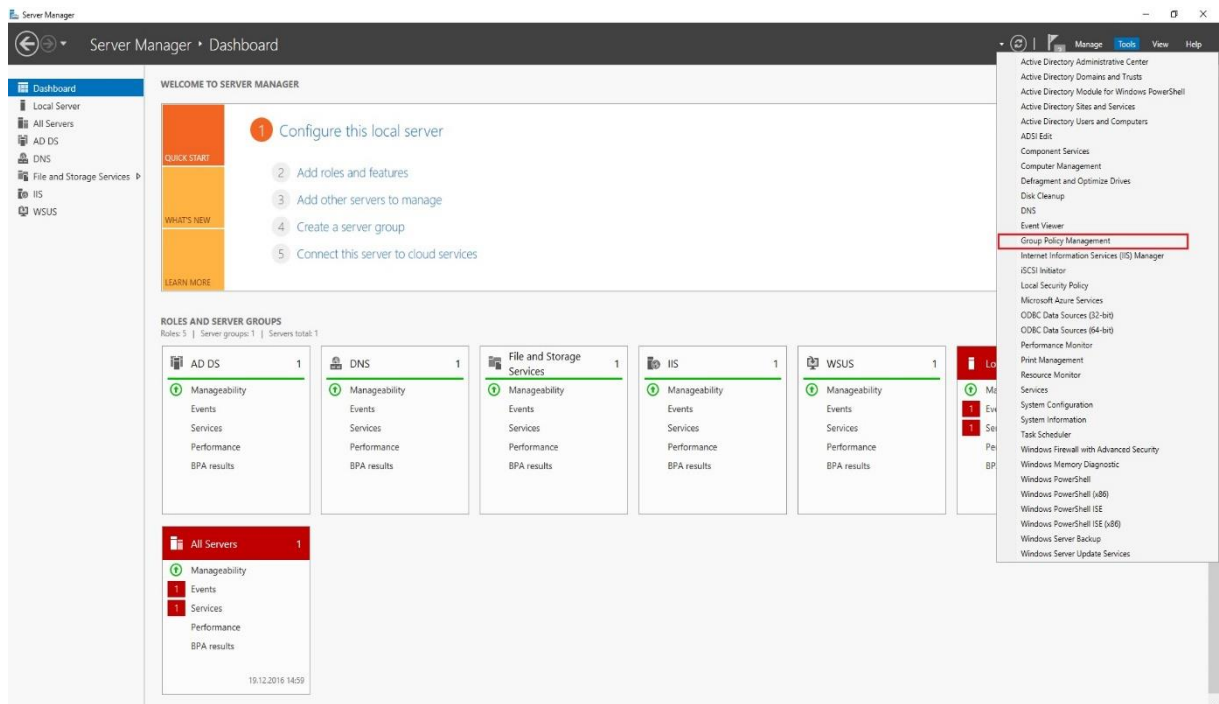 Server Manager
Server Manager ‣ Dashboard
Manage Tools View Help
Dashboard
Local Server
All Servers
AD DS
DNS
File and Storage Services
IIS
WSUS
WELCOME TO SERVER MANAGER
QUICK START
WHAT'S NEW
LEARN MORE
1 Configure this local server
2 Add roles and features
3 Add other servers to manage
4 Create a server group
5 Connect this server to cloud services
ROLES AND SERVER GROUPS
Roles: 5 | Server groups: 1 | Servers total: 1
AD DS 1
Manageability
Events
Services
Performance
BPA results
DNS 1
Manageability
Events
Services
Performance
BPA results
File and Storage 1
Services
Manageability
Events
Services
Performance
BPA results
IIS 1
Manageability
Events
Services
Performance
BPA results
WSUS 1
Manageability
Events
Services
Performance
BPA results
Lo
Ma
1 Eve
1 Se
Pe
BP
All Servers 1
Manageability
1 Events
1 Services
Performance
BPA results
19.12.2016 14:59
Active Directory Administrative Center
Active Directory Domains and Trusts
Active Directory Module for Windows PowerShell
Active Directory Sites and Services
Active Directory Users and Computers
ADSI Edit
Component Services
Computer Management
Defragment and Optimize Drives
Disk Cleanup
DNS
Event Viewer
Group Policy Management
Internet Information Services (IIS) Manager
iSCSI Initiator
Local Security Policy
Microsoft Azure Services
ODBC Data Sources (32-bit)
ODBC Data Sources (64-bit)
Performance Monitor
Print Management
Resource Monitor
Services
System Configuration
System Information
Task Scheduler
Windows Firewall with Advanced Security
Windows Memory Diagnostic
Windows PowerShell
Windows PowerShell (x86)
Windows PowerShell ISE
Windows PowerShell ISE (x86)
Windows Server Backup
Windows Server Update Services